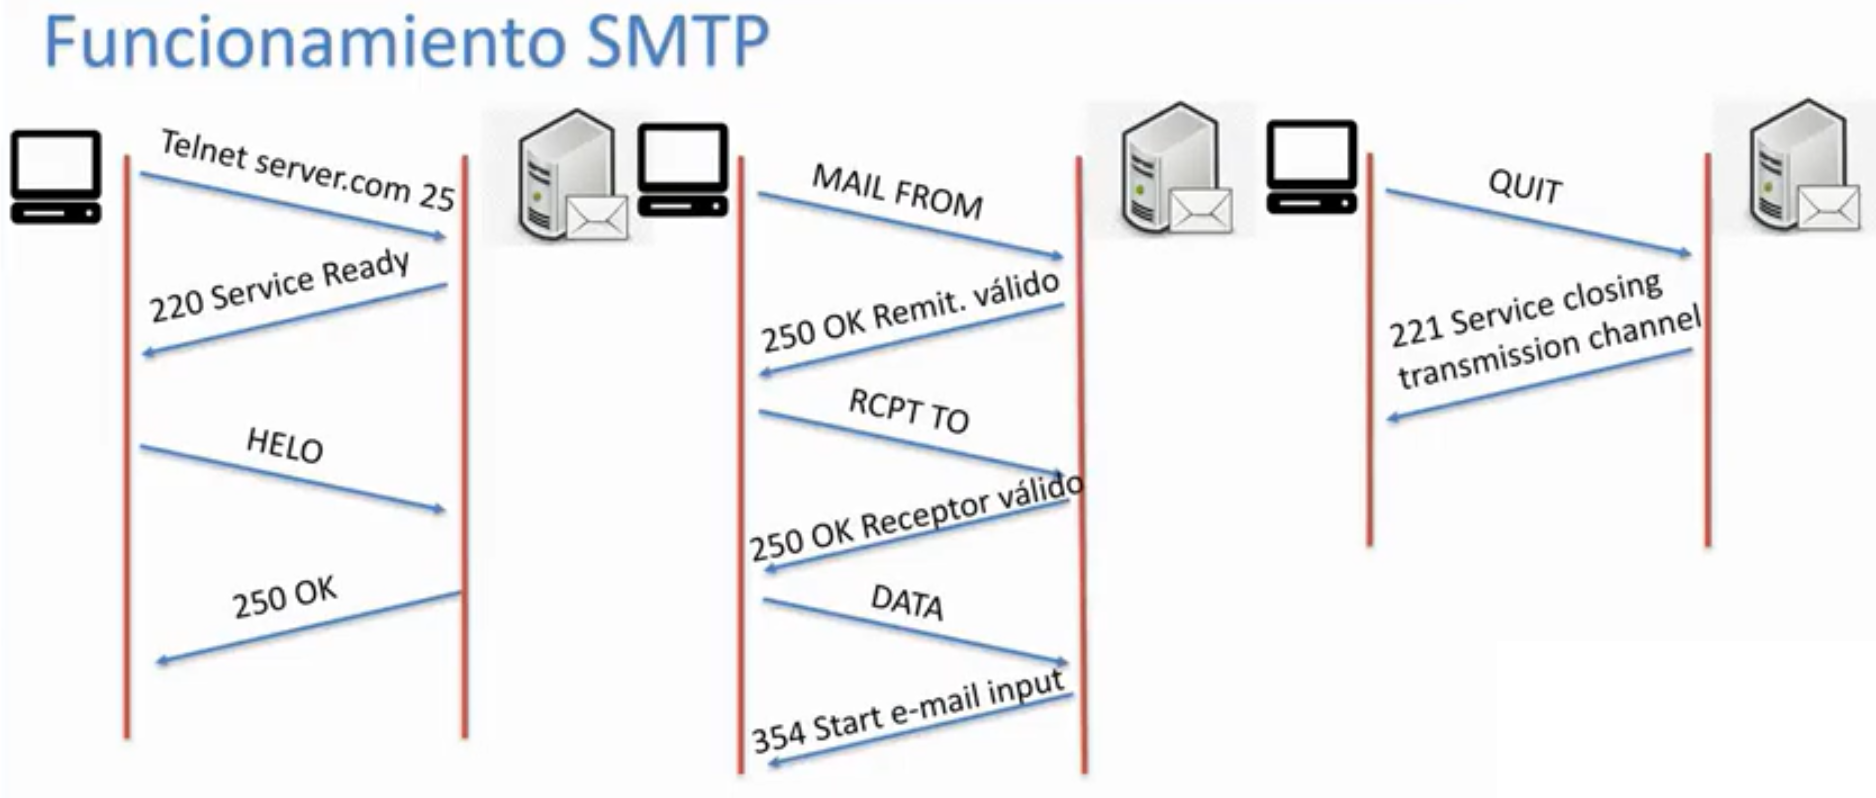 Funcionamiento SMTP
Telnet server.com 25
220 Service Ready
HELO
250 OK
MAIL FROM
250 OK Remit. válido
RCPT TO
250 OK Receptor válido
DATA
354 Start e-mail input
QUIT
221 Service closing
transmission channel